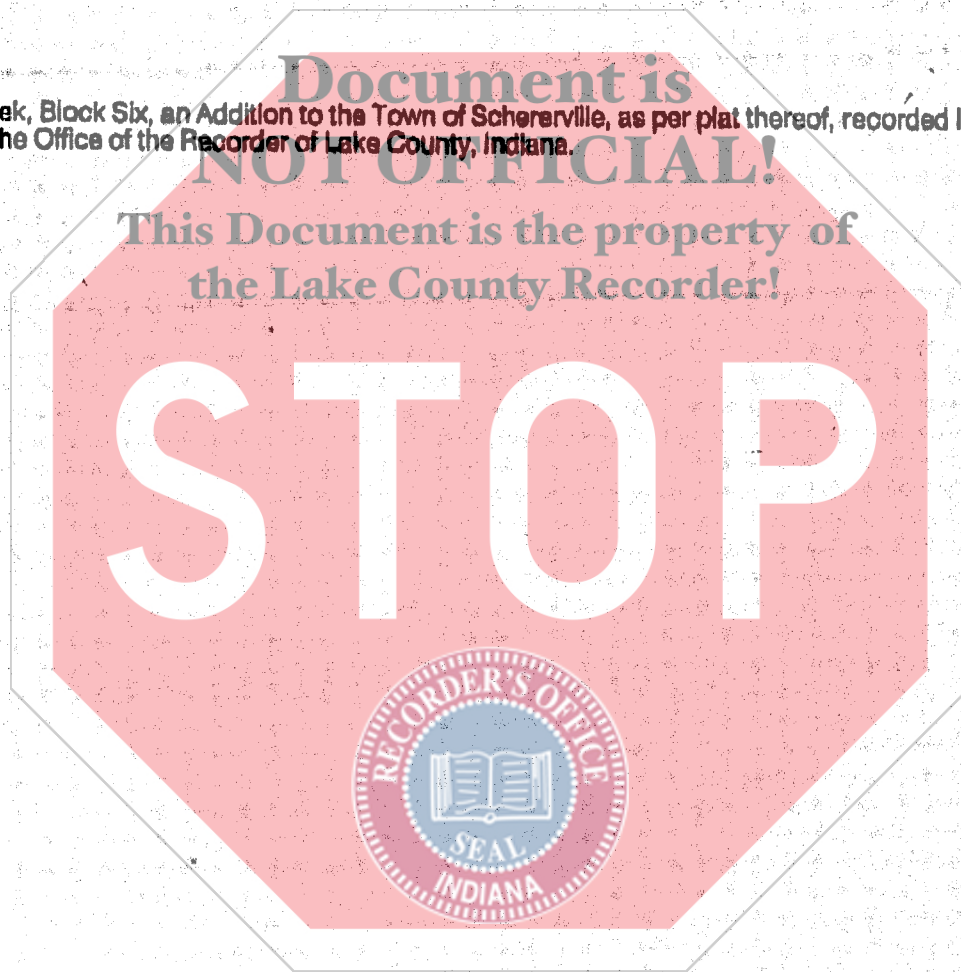 Document is
ek, Block Six, an Addition to the Town of Schererville, as per plat thereof, recorded
he Office of the Recorder of Lake County, Indiana.
NOT OFFICIAL!
This Document is the property of
the Lake County Recorder!
STOP
RECORDER'S OFFICE
SEAL
INDIANA